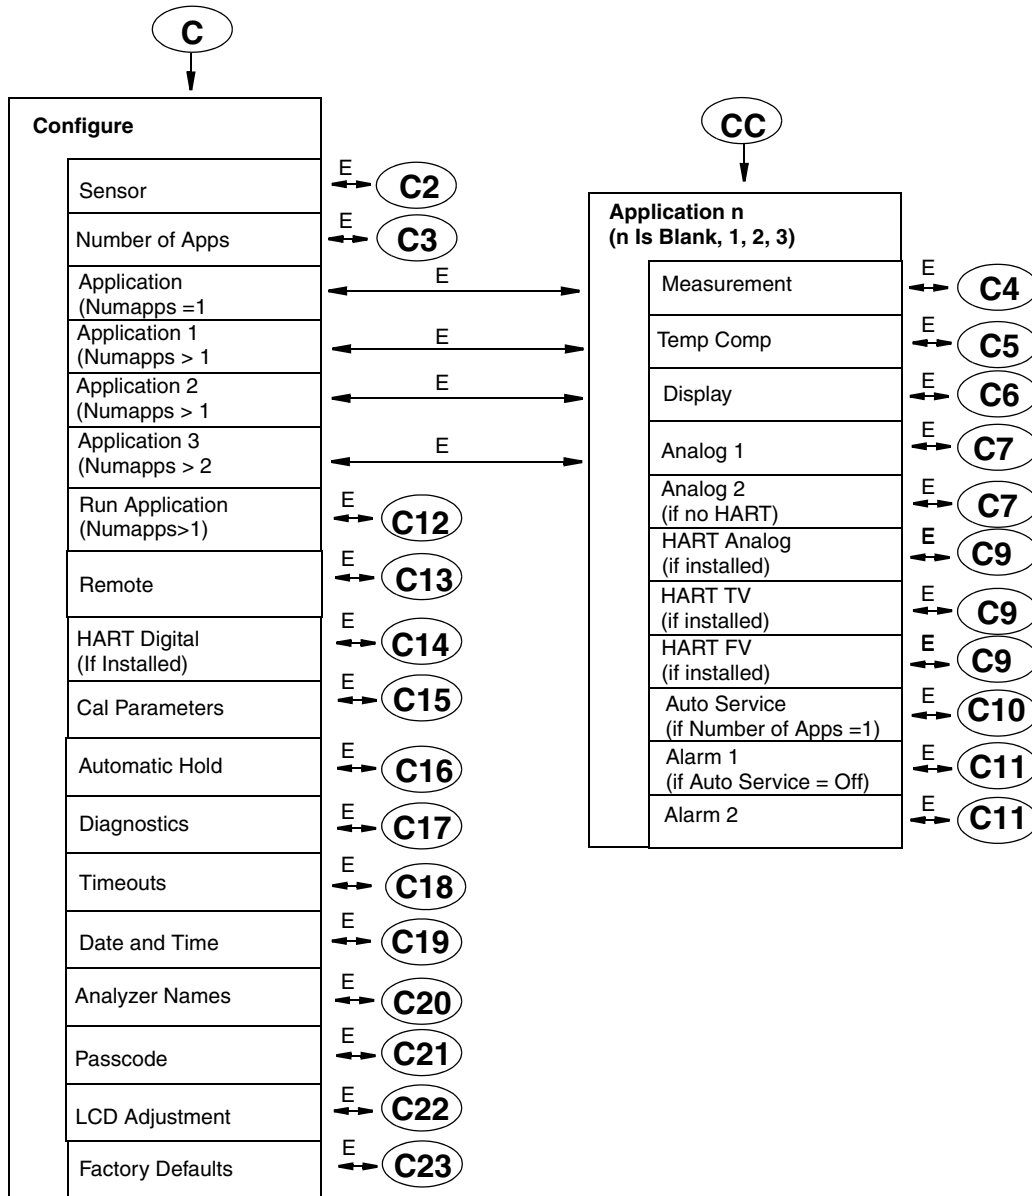 C
Configure
Sensor
E
C2
Number of Apps
E
C3
Application
(Numapps =1
E
Application 1
(Numapps > 1
E
Application 2
(Numapps > 1
E
Application 3
(Numapps > 2
E
Run Application
(Numapps>1)
E
C12
Remote
E
C13
HART Digital
(If Installed)
E
C14
Cal Parameters
E
C15
Automatic Hold
E
C16
Diagnostics
E
C17
Timeouts
E
C18
Date and Time
E
C19
Analyzer Names
E
C20
Passcode
E
C21
LCD Adjustment
E
C22
Factory Defaults
E
C23
CC
Application n
(n Is Blank, 1, 2, 3)
Measurement
E
C4
Temp Comp
E
C5
Display
E
C6
Analog 1
E
C7
Analog 2
(if no HART)
E
C7
HART Analog
(if installed)
E
C9
HART TV
(if installed)
E
C9
HART FV
(if installed)
E
C9
Auto Service
(if Number of Apps =1)
E
C10
Alarm 1
(if Auto Service = Off)
E
C11
Alarm 2
E
C11